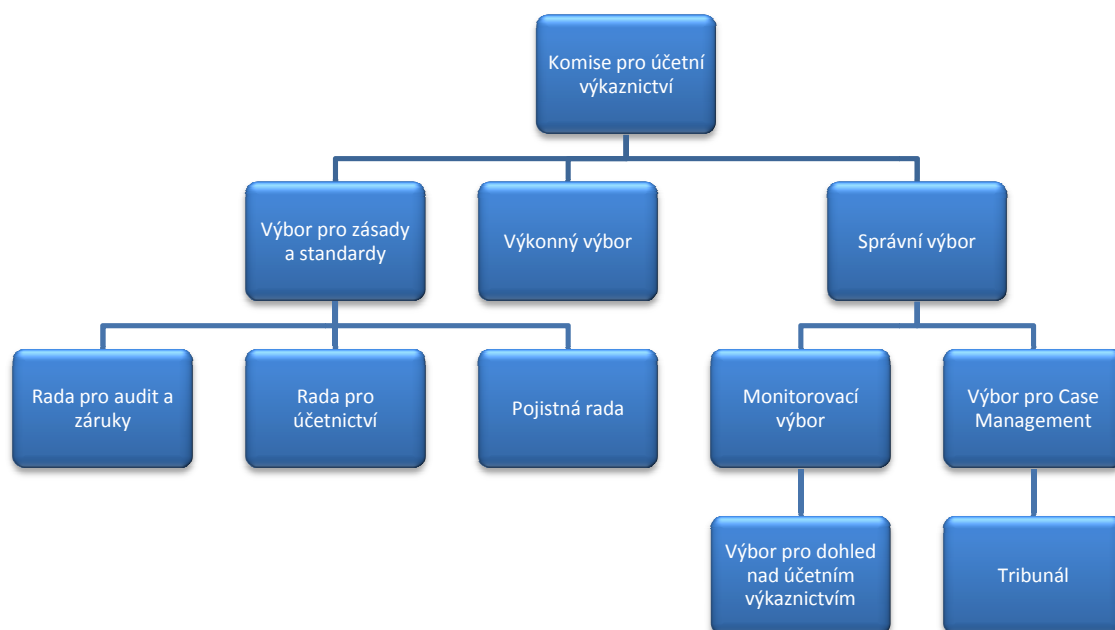 Komise pro účetní
výkaznictví
Výbor pro zásady
a standardy
Výkonný výbor
Správní výbor
Rada pro audit a
záruky
Rada pro
účetnictví
Pojistná rada
Monitorovací
výbor
Výbor pro Case
Management
Výbor pro dohled
nad účetním
výkaznictvím
Tribunál